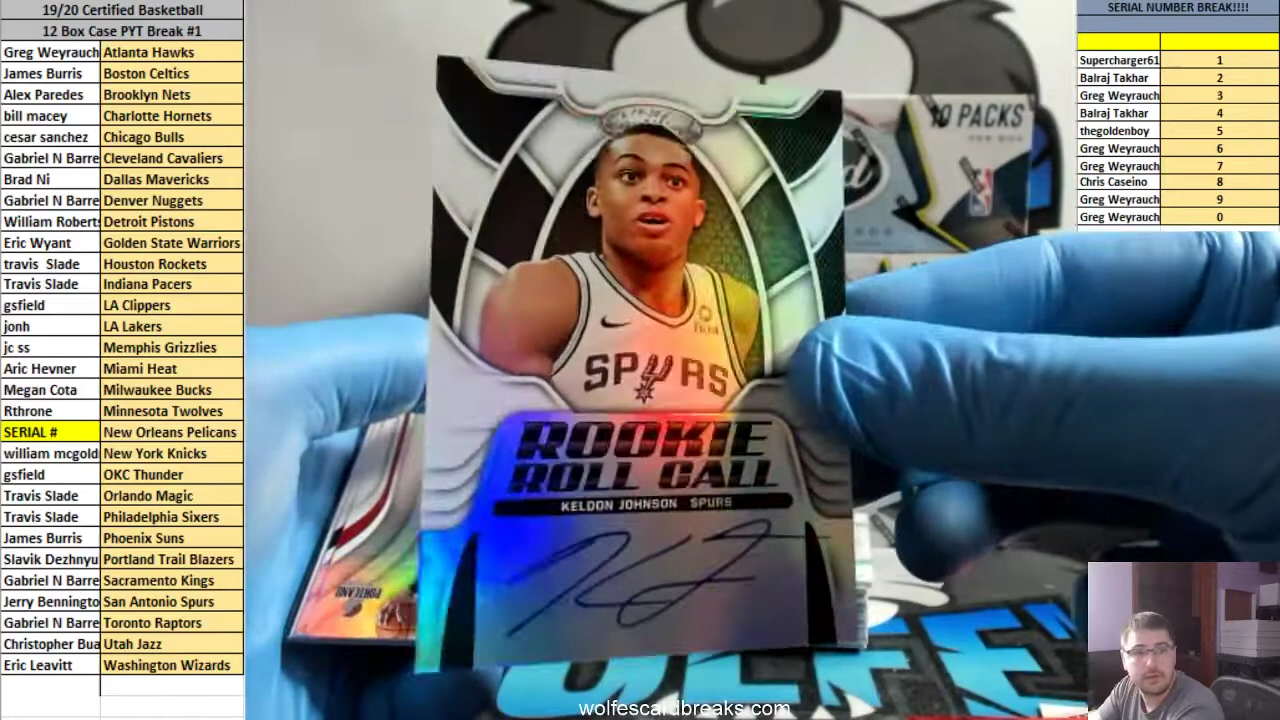 19/20 Certified Basketball
12 Box Case PYT Break #1
Greg Weyrauch Atlanta Hawks
James Burris Boston Celtics
Alex Paredes Brooklyn Nets
bill macey Charlotte Hornets
cesar sanchez Chicago Bulls
Gabriel N Barre Cleveland Cavaliers
Brad Ni Dallas Mavericks
Gabriel N Barre Denver Nuggets
William Roberts Detroit Pistons
Eric Wyant Golden State Warriors
travis Slade Houston Rockets
Travis Slade Indiana Pacers
gsfield LA Clippers
jonh LA Lakers
jc ss Memphis Grizzlies
Aric Hevner Miami Heat
Megan Cota Milwaukee Bucks
Rthrone Minnesota Twolves
SERIAL # New Orleans Pelicans
william mcgold New York Knicks
gsfield OKC Thunder
Travis Slade Orlando Magic
Travis Slade Philadelphia Sixers
James Burris Phoenix Suns
Slavik Dezhnyu Portland Trail Blazers
Gabriel N Barre Sacramento Kings
Jerry Benningto San Antonio Spurs
Gabriel N Barre Toronto Raptors
Christopher Bua Utah Jazz
Eric Leavitt Washington Wizards
SPURS
ROOKIE
ROLL CALL
KELDON JOHNSON SPURS
PORTLAND
10 PACKS
PER BOX
NBA
wolfescardbreaks.com
SERIAL NUMBER BREAK!!!!
Supercharger61 1
Balraj Takhar 2
Greg Weyrauch 3
Balraj Takhar 4
thegoldenboy 5
Greg Weyrauch 6
Greg Weyrauch 7
Chris Caseino 8
Greg Weyrauch 9
Greg Weyrauch 0